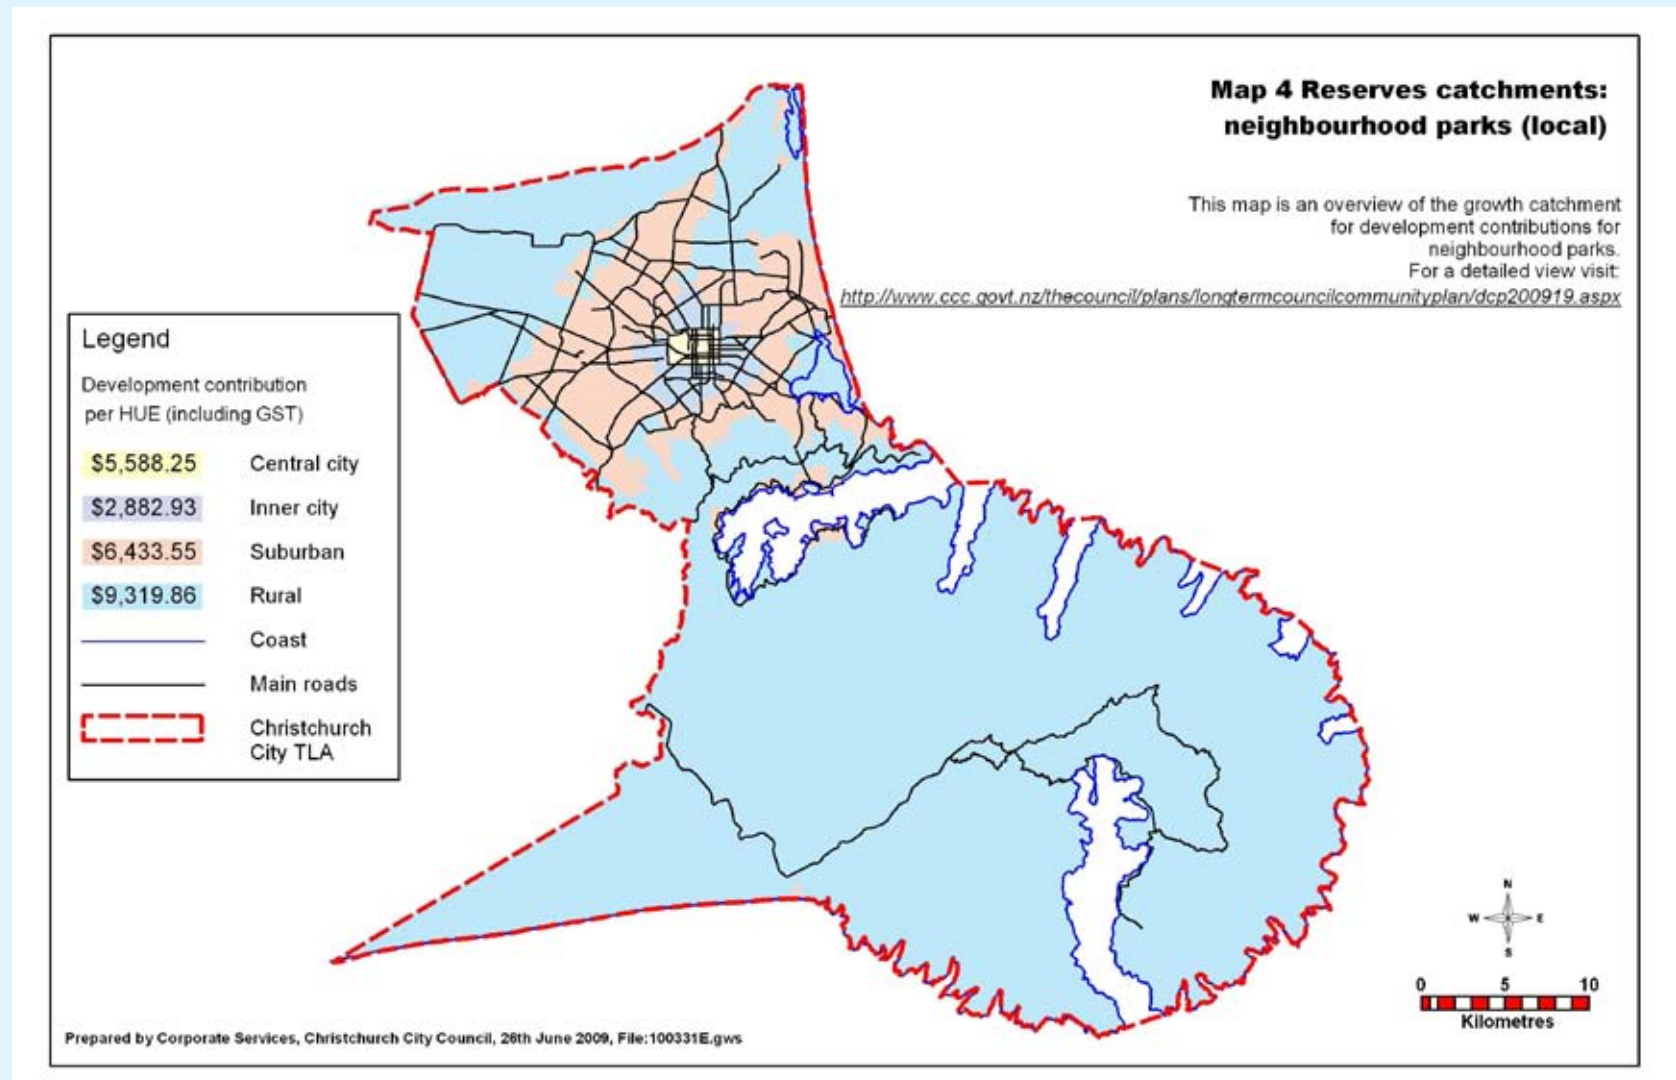 Map 4 Reserves catchments:
neighbourhood parks (local)
This map is an overview of the growth catchment
for development contributions for
neighbourhood parks.
For a detailed view visit:
http://www.ccc.govt.nz/thecouncil/plans/longtermcouncilcommunityplan/dcp200919.aspx
Legend
Development contribution
per HUE (including GST)
$5,588.25 Central city
$2,882.93 Inner city
$6,433.55 Suburban
$9,319.86 Rural
Coast
Main roads
Christchurch
City TLA
N
W E
S
0 5 10
Kilometres
Prepared by Corporate Services, Christchurch City Council, 26th June 2009, File:100331E.gws